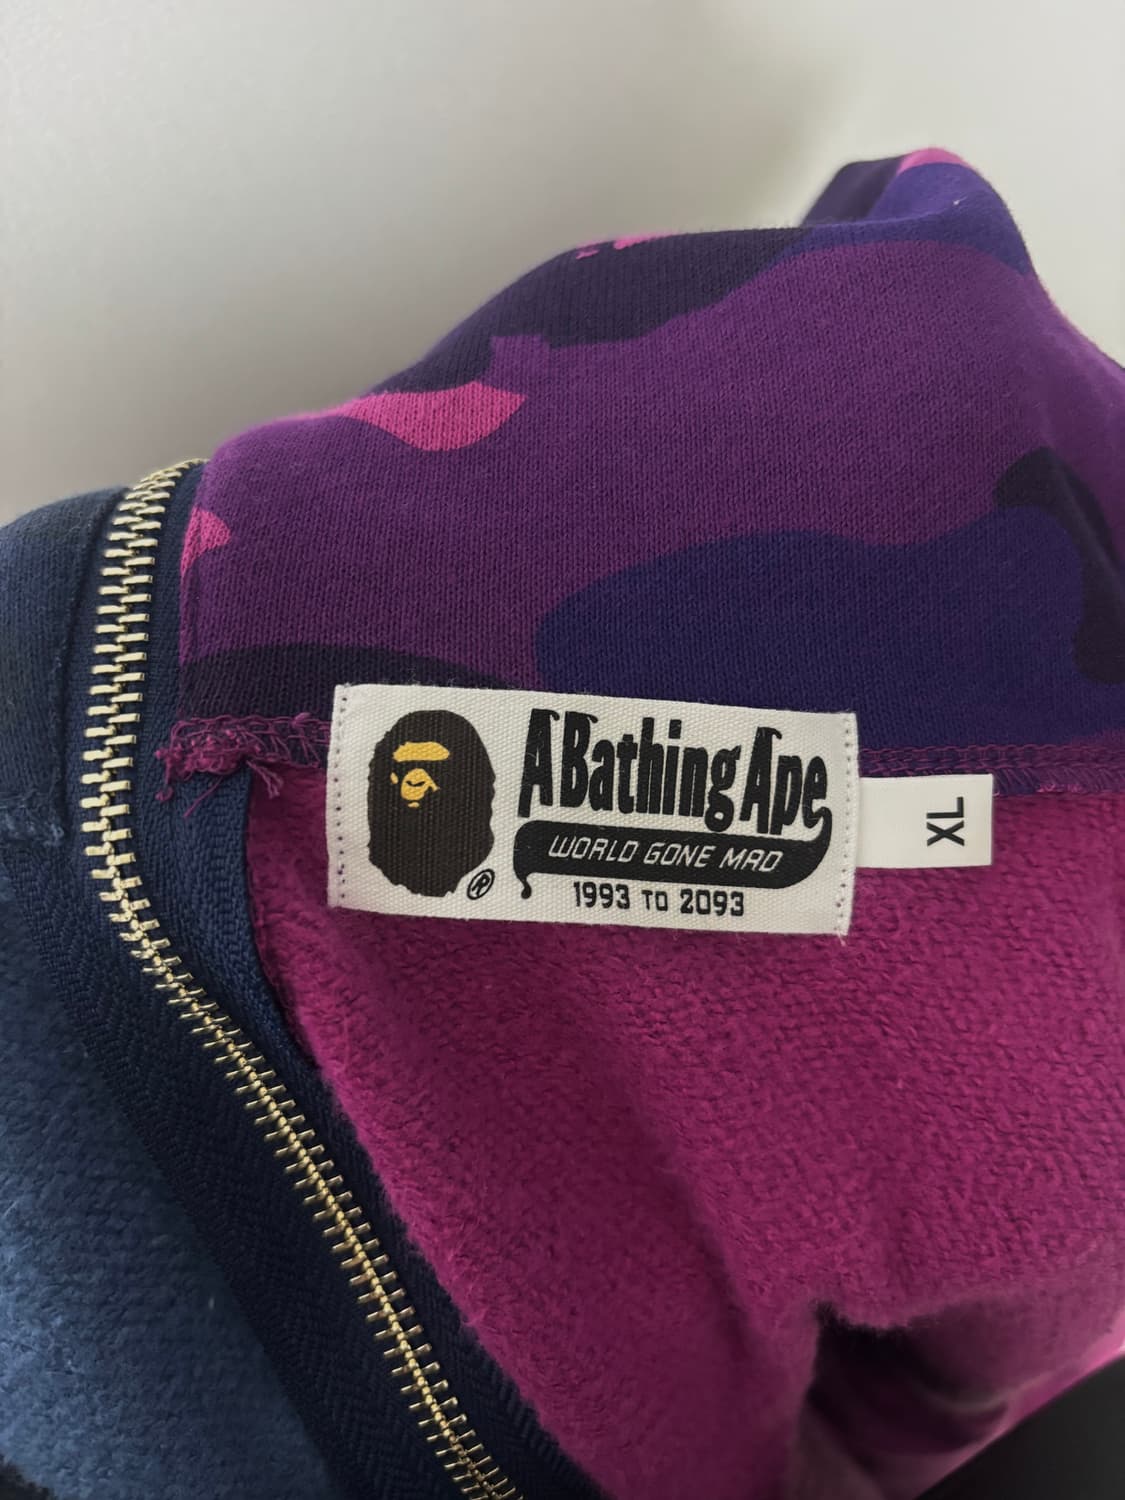 A Bathing Ape
WORLD GONE MAD
1993 TO 2093
®
XL